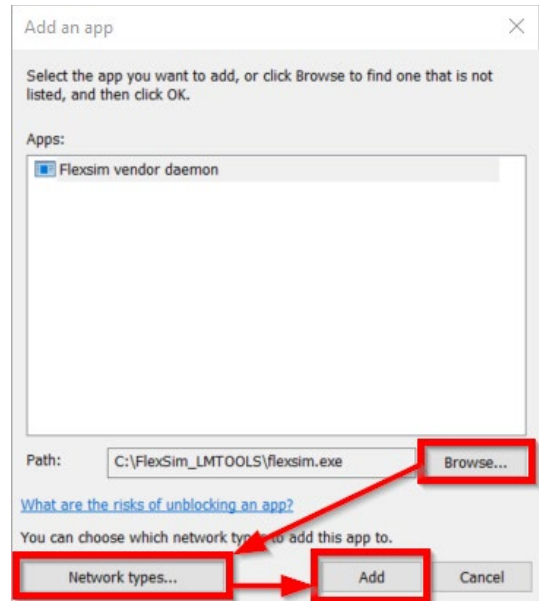 Add an app
Select the app you want to add, or click Browse to find one that is not
listed, and then click OK.
Apps:
Flexsim vendor daemon
Path:
C:\FlexSim_LMTOOLS\flexsim.exe
Browse...
What are the risks of unblocking an app?
You can choose which network types to add this app to.
Network types...
Add
Cancel